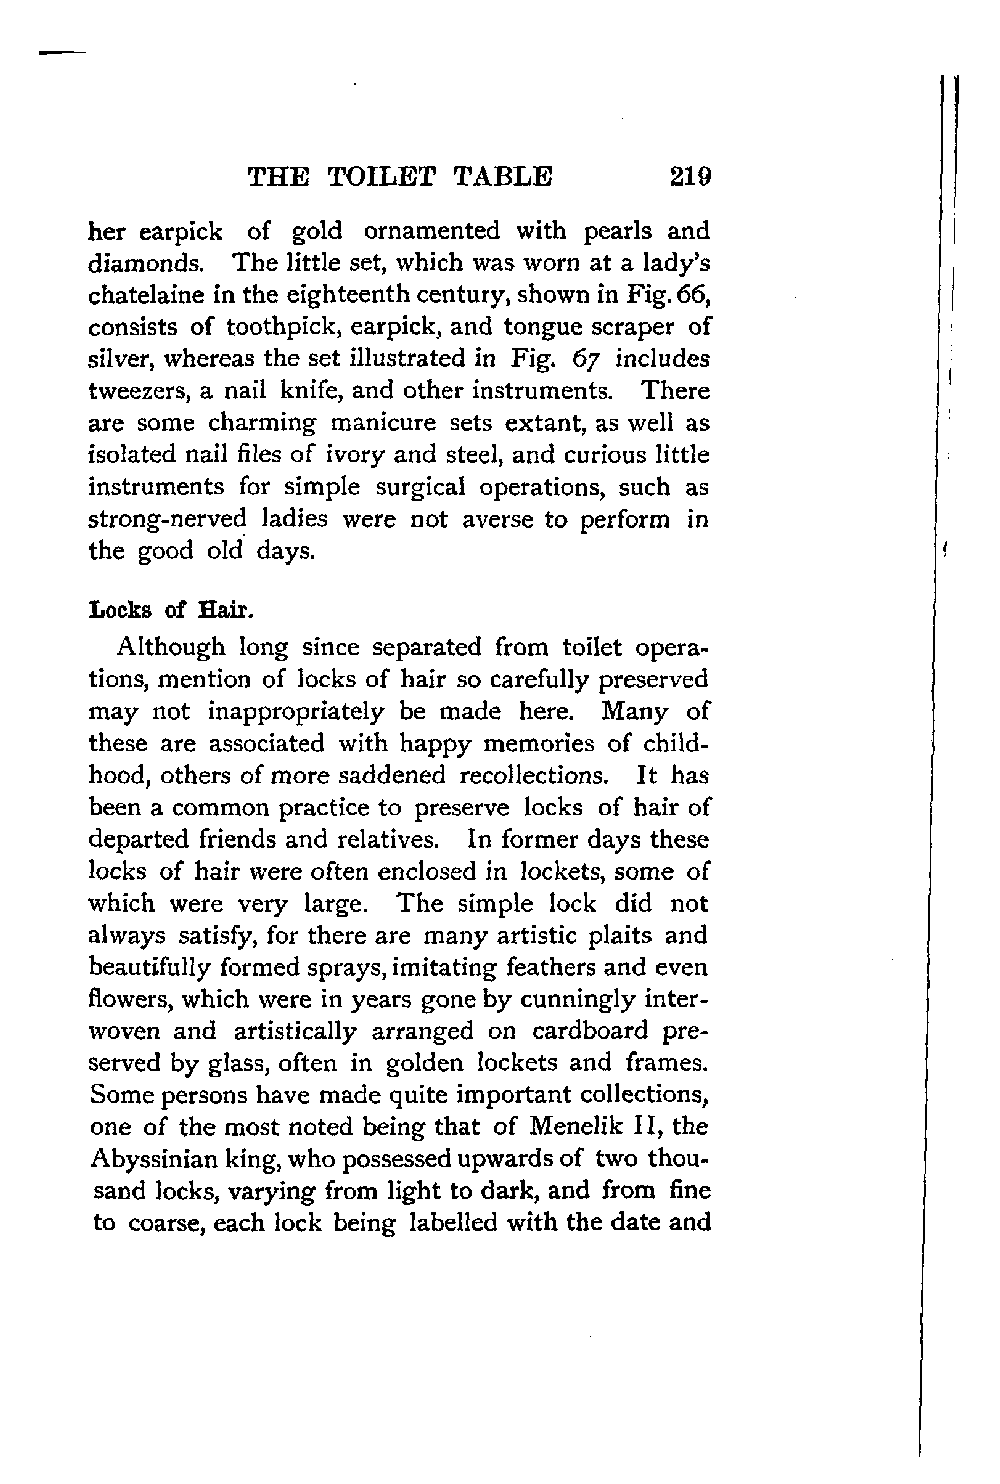 THE TOILET TABLE 219
her earpick of gold ornamented with pearls and
diamonds. The little set, which was worn at a lady's
chatelaine in the eighteenth century, shown in Fig. 66,
consists of toothpick, earpick, and tongue scraper of
silver, whereas the set illustrated in Fig. 67 includes
tweezers, a nail knife, and other instruments. There
are some charming manicure sets extant, as well as
isolated nail files of ivory and steel, and curious little
instruments for simple surgical operations, such as
strong-nerved ladies were not averse to perform in
the good old days.
Locks of Hair.
Although long since separated from toilet opera-
tions, mention of locks of hair so carefully preserved
may not inappropriately be made here. Many of
these are associated with happy memories of child-
hood, others of more saddened recollections. It has
been a common practice to preserve locks of hair of
departed friends and relatives. In former days these
locks of hair were often enclosed in lockets, some of
which were very large. The simple lock did not
always satisfy, for there are many artistic plaits and
beautifully formed sprays, imitating feathers and even
flowers, which were in years gone by cunningly inter-
woven and artistically arranged on cardboard pre-
served by glass, often in golden lockets and frames.
Some persons have made quite important collections,
one of the most noted being that of Menelik II, the
Abyssinian king, who possessed upwards of two thou-
sand locks, varying from light to dark, and from fine
to coarse, each lock being labelled with the date and